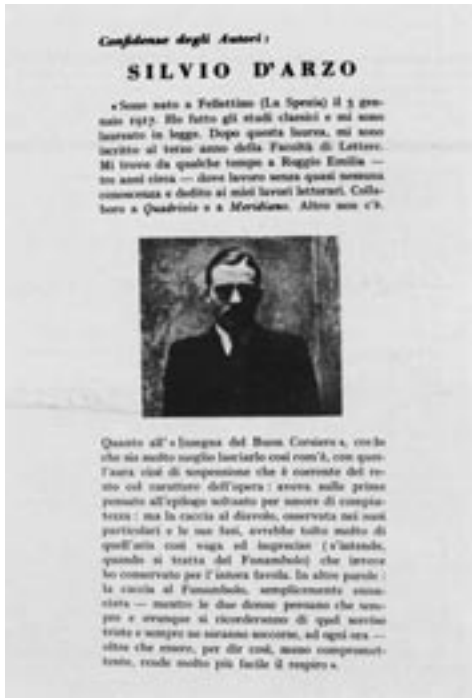 Confidenze degli Autori:
SILVIO D'ARZO
«Sono nato a Fellettino (La Spezia) il 3 gen-
naio 1917. Ho fatto gli studi classici e mi sono
laureato in legge. Dopo questa laurea, mi sono
iscritto al terzo anno della Facoltà di Lettere.
Mi trovo da qualche tempo a Reggio Emilia —
tre anni circa — dove lavoro senza quasi nessuna
conoscenza e dedito ai miei lavori letterari. Colla-
boro a Quadrivio e a Meridiano. Altro non c'è.
Quanto all'«Insegna del Buon Corsiero», credo
che sia molto meglio lasciarlo così com'è, con quel-
l'aura cioè di sospensione che è coerente del re-
sto col carattere dell'opera: avevo sulle prime
pensato all'epilogo soltanto per amore di compiu-
tezza: ma la caccia al diavolo, osservata nei suoi
particolari e le sue fasi, avrebbe tolto molto di
quell'aria così vaga ed imprecisa (s'intende,
quando si tratta del Funambolo) che invece
ho conservato per l'intera favola. In altre parole:
la caccia al Funambolo, semplicemente annun-
ciata — mentre le due donne pensano che sem-
pre e ovunque si ricorderanno di quel sorriso
triste e sempre ne saranno soccorse, ad ogni ora —
oltre che essere, per dir così, meno compromet-
tente, rende molto più facile il respiro».